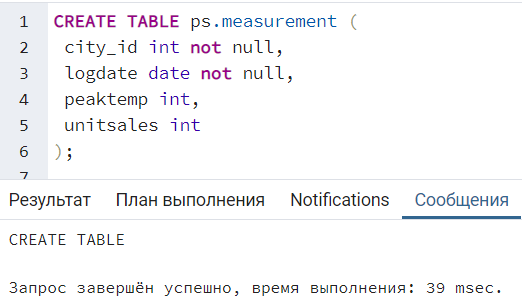 1 CREATE TABLE ps.measurement (
2 city_id int not null,
3 logdate date not null,
4 peaktemp int,
5 unitsales int
6 );
7
Результат План выполнения Notifications Сообщения
CREATE TABLE
Запрос завершён успешно, время выполнения: 39 msec.